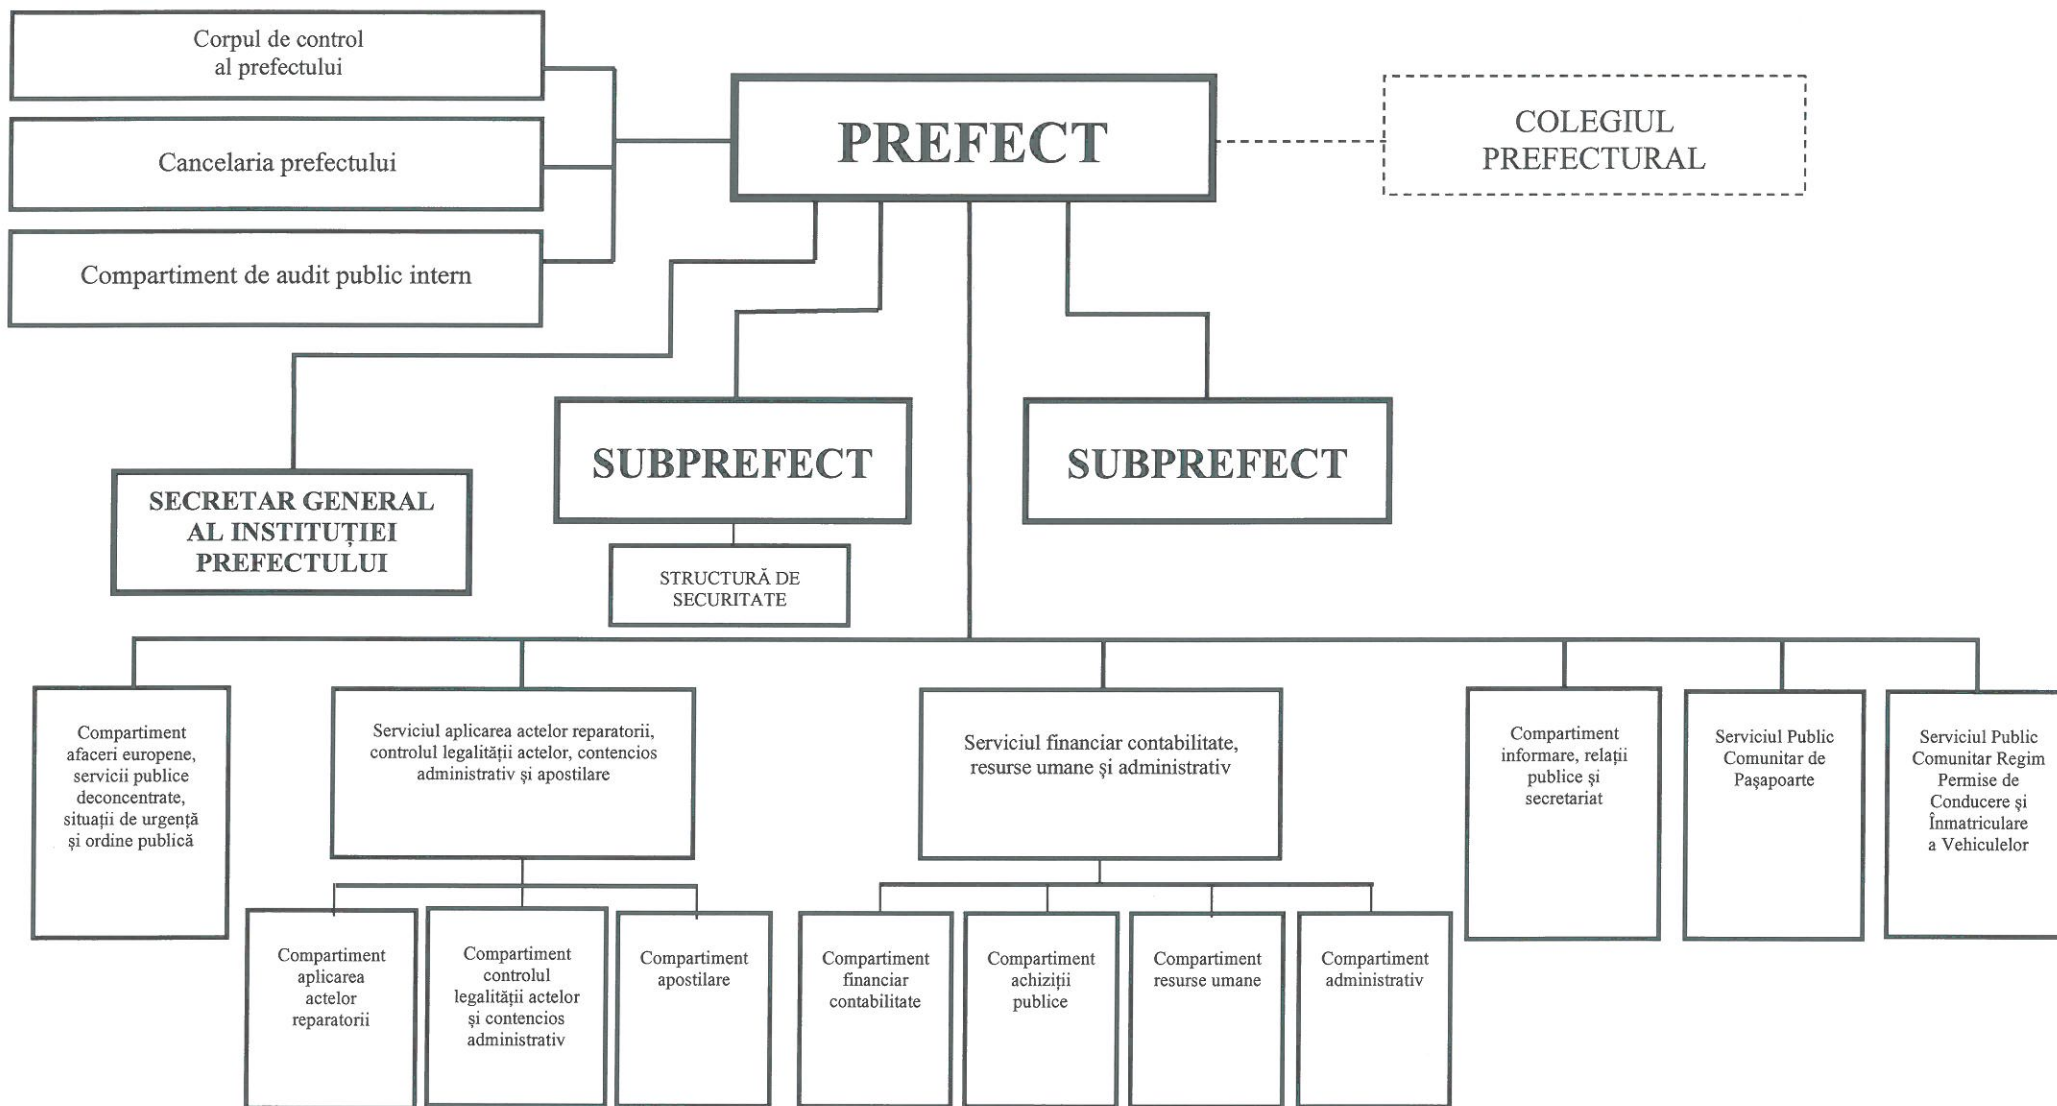 Corpul de control
al prefectului
Cancelaria prefectului
Compartiment de audit public intern
PREFECT
COLEGIUL
PREFECTURAL
SECRETAR GENERAL
AL INSTITUȚIEI
PREFECTULUI
SUBPREFECT
STRUCTURĂ DE
SECURITATE
SUBPREFECT
Compartiment
afaceri europene,
servicii publice
deconcentrate,
situații de urgență
și ordine publică
Serviciul aplicarea actelor reparatorii,
controlul legalității actelor, contencios
administrativ și apostilare
Serviciul financiar contabilitate,
resurse umane și administrativ
Compartiment
informare, relații
publice și
secretariat
Serviciul Public
Comunitar de
Pașapoarte
Serviciul Public
Comunitar Regim
Permise de
Conducere și
Înmatriculare
a Vehiculelor
Compartiment
aplicarea
actelor
reparatorii
Compartiment
controlul
legalității actelor
și contencios
administrativ
Compartiment
apostilare
Compartiment
financiar
contabilitate
Compartiment
achiziții
publice
Compartiment
resurse umane
Compartiment
administrativ